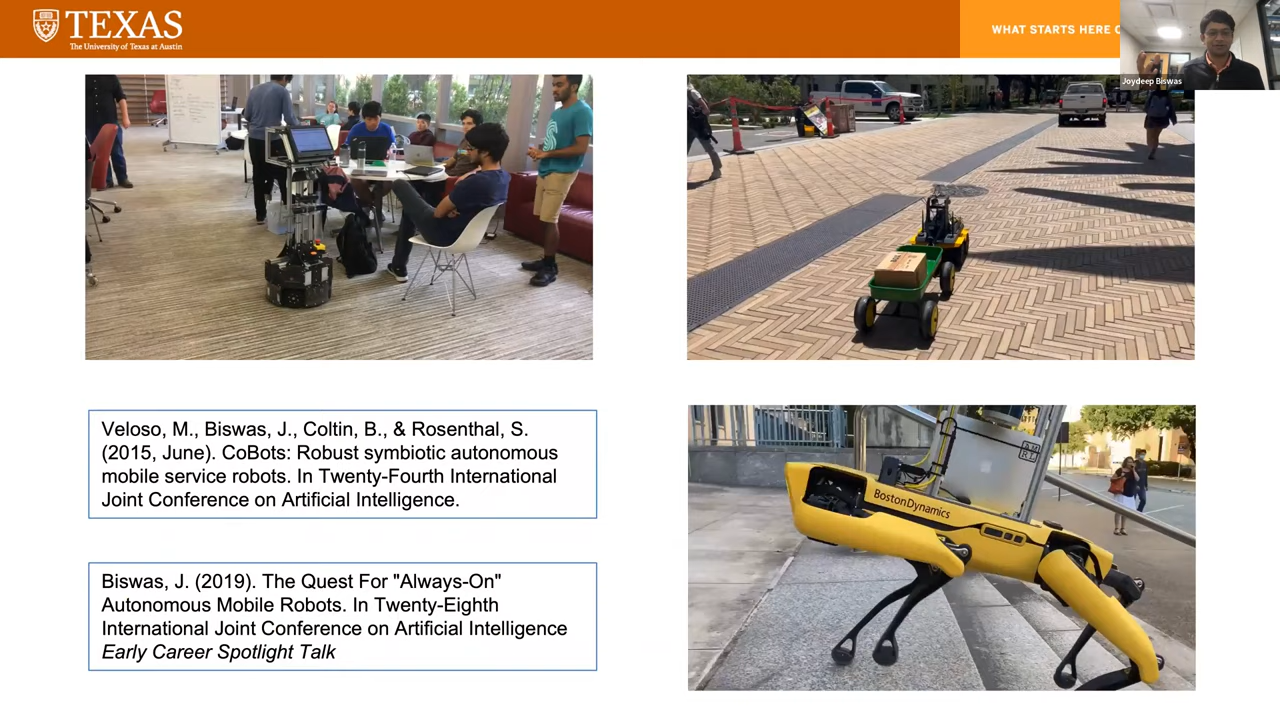 TEXAS
The University of Texas at Austin
WHAT STARTS HERE
Joydeep Biswas
Veloso, M., Biswas, J., Coltin, B., & Rosenthal, S.
(2015, June). CoBots: Robust symbiotic autonomous
mobile service robots. In Twenty-Fourth International
Joint Conference on Artificial Intelligence.
BostonDynamics
AM
RL
Biswas, J. (2019). The Quest For "Always-On"
Autonomous Mobile Robots. In Twenty-Eighth
International Joint Conference on Artificial Intelligence
Early Career Spotlight Talk